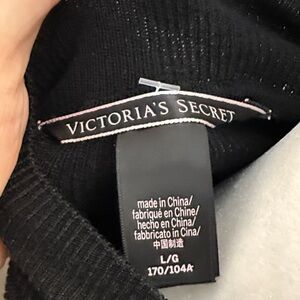 VICTORIA'S SECRET
made in China/
fabriqué en Chine/
hecho en China/
fabbricato in Cina/
中国制造
L/G
170/104A